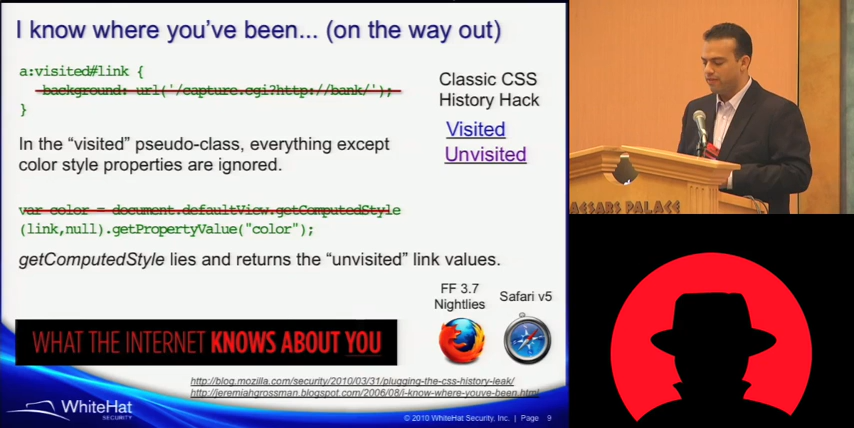 I know where you've been... (on the way out)
a:visited#link {
background: url('/capture.cgi?http://bank/');
}
In the “visited” pseudo-class, everything except
color style properties are ignored.
var color = document.defaultView.getComputedStyle
(link,null).getPropertyValue("color");
getComputedStyle lies and returns the “unvisited” link values.
Classic CSS
History Hack
Visited
Unvisited
FF 3.7
Nightlies
Safari v5
WHAT THE INTERNET KNOWS ABOUT YOU
http://blog.mozilla.com/security/2010/03/31/plugging-the-css-history-leak/
http://jeremiahgrossman.blogspot.com/2006/08/i-know-where-youve-been.html
WhiteHat
SECURITY
© 2010 WhiteHat Security, Inc. | Page 9
CAESARS PALACE